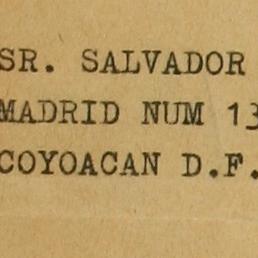 SR. SALVADOR
MADRID NUM 13
COYOACAN D.F.